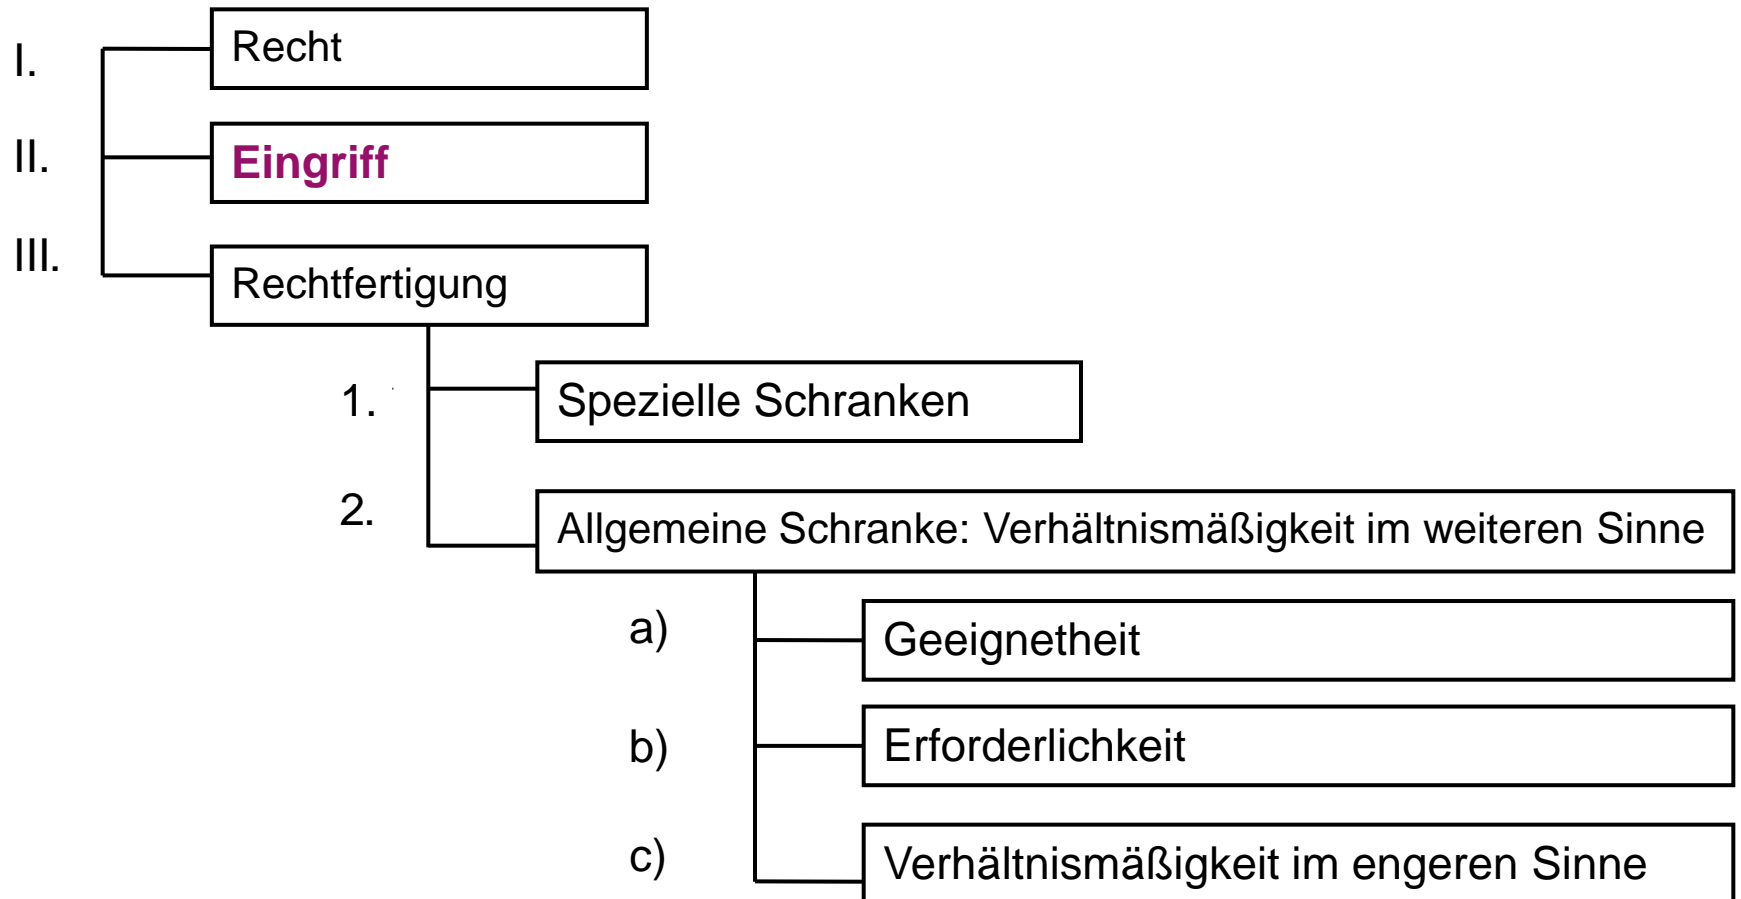 I. Recht
II. Eingriff
III. Rechtfertigung
1. Spezielle Schranken
2. Allgemeine Schranke: Verhältnismäßigkeit im weiteren Sinne
a) Geeignetheit
b) Erforderlichkeit
c) Verhältnismäßigkeit im engeren Sinne